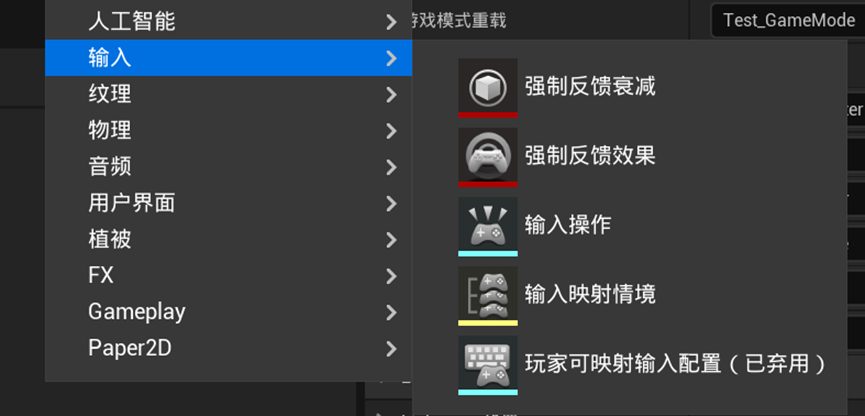 人工智能
输入
纹理
物理
音频
用户界面
植被
FX
Gameplay
Paper2D
游戏模式重载
Test_GameMode
强制反馈衰减
强制反馈效果
输入操作
输入映射情境
玩家可映射输入配置（已弃用）